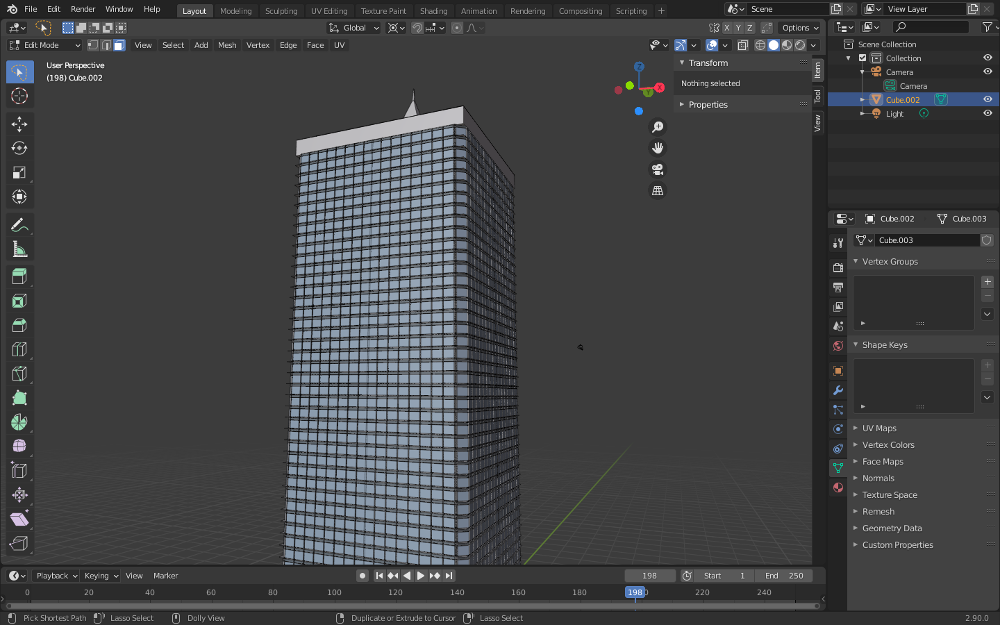 File Edit Render Window Help Layout Modeling Sculpting UV Editing Texture Paint Shading Animation Rendering Compositing Scripting + Scene View Layer
Global X Y Z Options
Edit Mode View Select Add Mesh Vertex Edge Face UV
User Perspective
(198) Cube.002
Z X Y
Transform
Nothing selected
Properties
Item
Tool
View
Scene Collection
Collection
Camera
Camera
Cube.002
Light
Cube.002 Cube.003
Cube.003
Vertex Groups
Shape Keys
UV Maps
Vertex Colors
Face Maps
Normals
Texture Space
Remesh
Geometry Data
Custom Properties
Playback Keying View Marker 198 Start 1 End 250
0 20 40 60 80 100 120 140 160 180 198 220 240
Pick Shortest Path Lasso Select Dolly View Duplicate or Extrude to Cursor Lasso Select 2.90.0